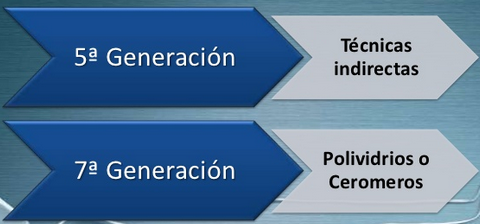 5ª Generación
Técnicas
indirectas
7ª Generación
Polividrios o
Ceromeros